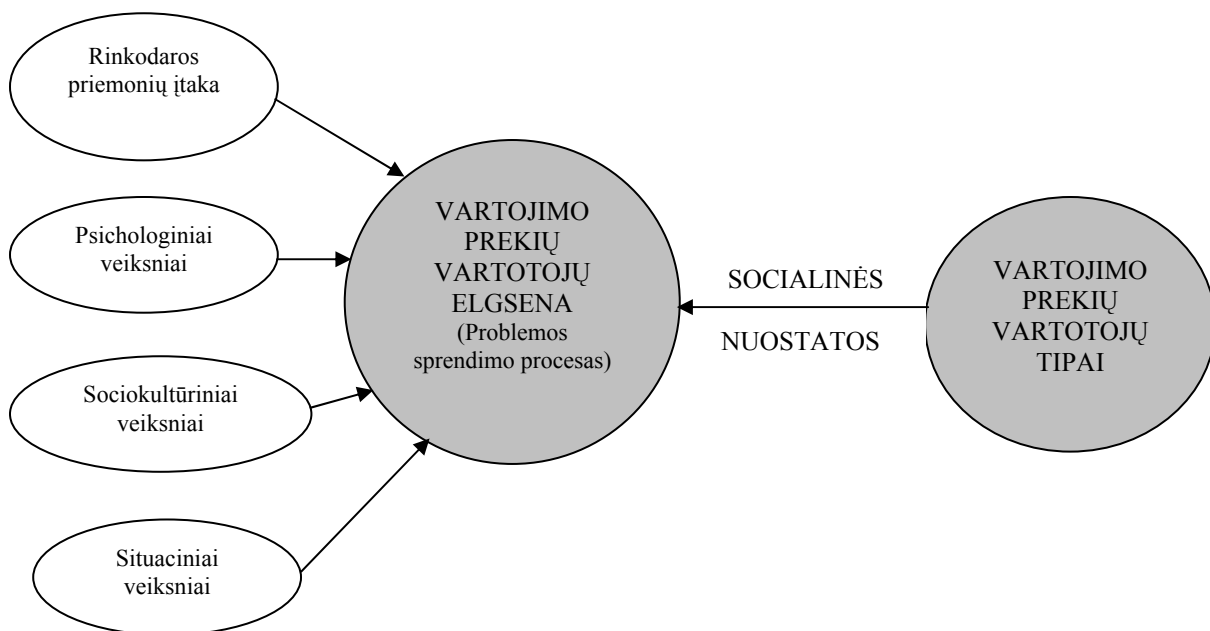 Rinkodaros
priemonių įtaka
Psichologiniai
veiksniai
Sociokultūriniai
veiksniai
Situaciniai
veiksniai
VARTOJIMO
PREKIŲ
VARTOTOJŲ
ELGSENA
(Problemos
sprendimo procesas)
SOCIALINĖS
NUOSTATOS
VARTOJIMO
PREKIŲ
VARTOTOJŲ
TIPAI